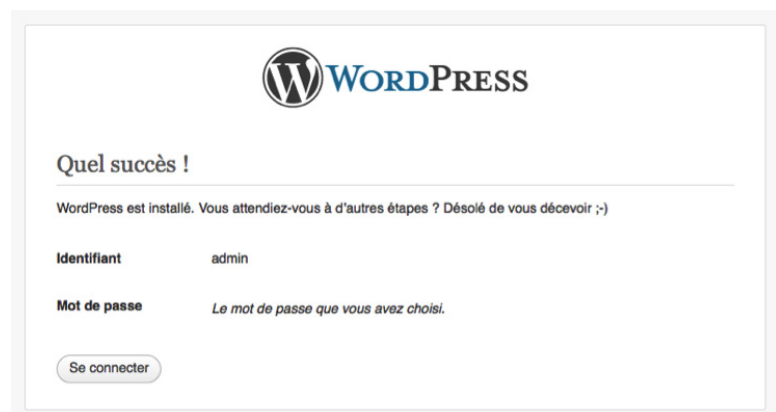 WORDPRESS
Quel succès !
WordPress est installé. Vous attendiez-vous à d'autres étapes ? Désolé de vous décevoir ;-)
Identifiant admin
Mot de passe Le mot de passe que vous avez choisi.
Se connecter